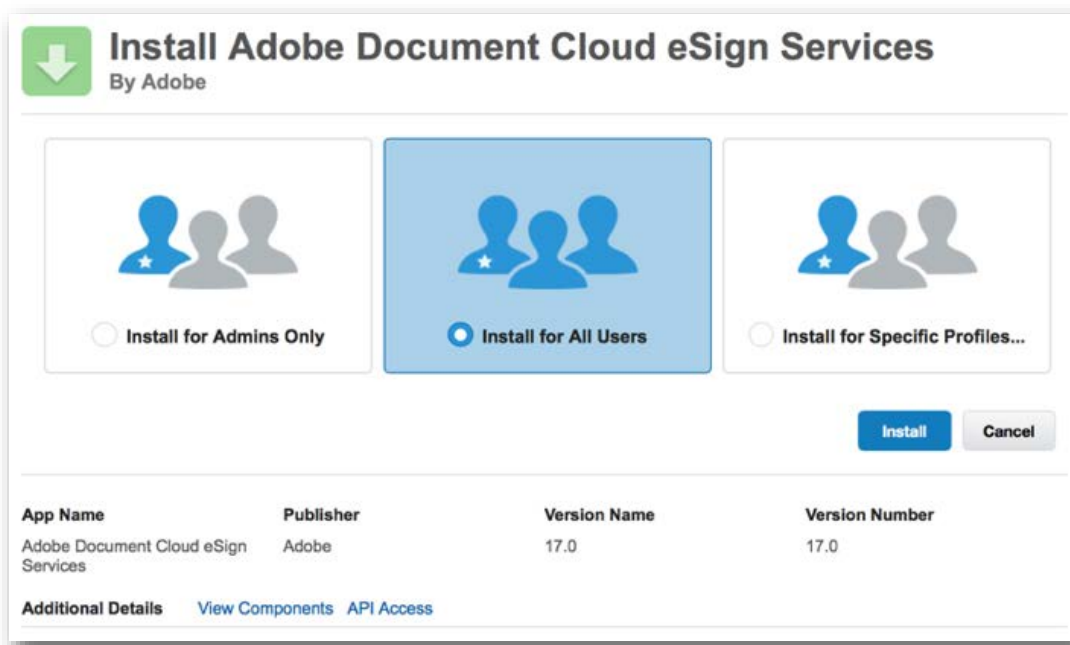 Install Adobe Document Cloud eSign Services
By Adobe
Install for Admins Only
Install for All Users
Install for Specific Profiles...
Install
Cancel
App Name
Publisher
Version Name
Version Number
Adobe Document Cloud eSign
Services
Adobe
17.0
17.0
Additional Details
View Components
API Access